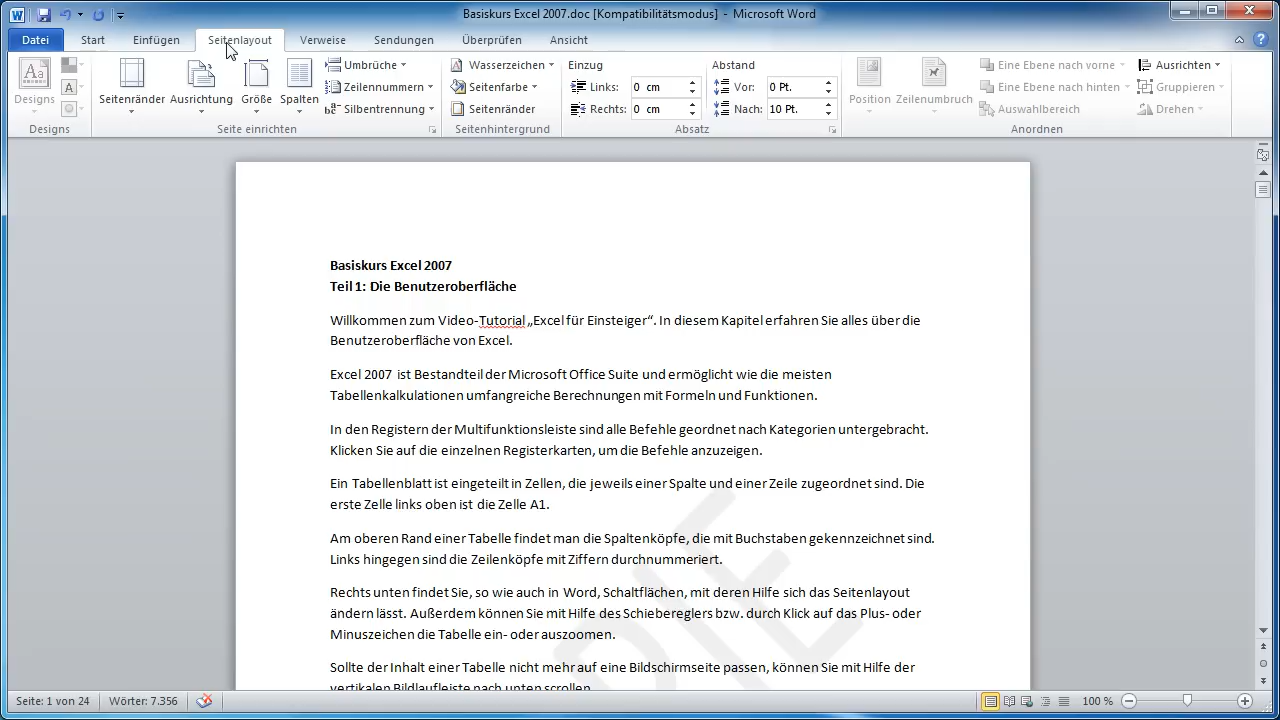 Basiskurs Excel 2007.doc [Kompatibilitätsmodus] - Microsoft Word
Datei Start Einfügen Seitenlayout Verweise Sendungen Überprüfen Ansicht
Designs
Designs
Seitenränder Ausrichtung Größe Spalten
Umbrüche
Zeilennummern
Silbentrennung
Seite einrichten
Wasserzeichen
Seitenfarbe
Seitenränder
Seitenhintergrund
Einzug
Links: 0 cm
Rechts: 0 cm
Abstand
Vor: 0 Pt.
Nach: 10 Pt.
Absatz
Position Zeilenumbruch
Eine Ebene nach vorne
Eine Ebene nach hinten
Auswahlbereich
Ausrichten
Gruppieren
Drehen
Anordnen
Basiskurs Excel 2007
Teil 1: Die Benutzeroberfläche
Willkommen zum Video-Tutorial „Excel für Einsteiger“. In diesem Kapitel erfahren Sie alles über die
Benutzeroberfläche von Excel.
Excel 2007 ist Bestandteil der Microsoft Office Suite und ermöglicht wie die meisten
Tabellenkalkulationen umfangreiche Berechnungen mit Formeln und Funktionen.
In den Registern der Multifunktionsleiste sind alle Befehle geordnet nach Kategorien untergebracht.
Klicken Sie auf die einzelnen Registerkarten, um die Befehle anzuzeigen.
Ein Tabellenblatt ist eingeteilt in Zellen, die jeweils einer Spalte und einer Zeile zugeordnet sind. Die
erste Zelle links oben ist die Zelle A1.
Am oberen Rand einer Tabelle findet man die Spaltenköpfe, die mit Buchstaben gekennzeichnet sind.
Links hingegen sind die Zeilenköpfe mit Ziffern durchnummeriert.
Rechts unten findet Sie, so wie auch in Word, Schaltflächen, mit deren Hilfe sich das Seitenlayout
ändern lässt. Außerdem können Sie mit Hilfe des Schiebereglers bzw. durch Klick auf das Plus- oder
Minuszeichen die Tabelle ein- oder auszoomen.
Sollte der Inhalt einer Tabelle nicht mehr auf eine Bildschirmseite passen, können Sie mit Hilfe der
vertikalen Bildlaufleiste nach unten scrollen.
Seite: 1 von 24 Wörter: 7.356 100 %